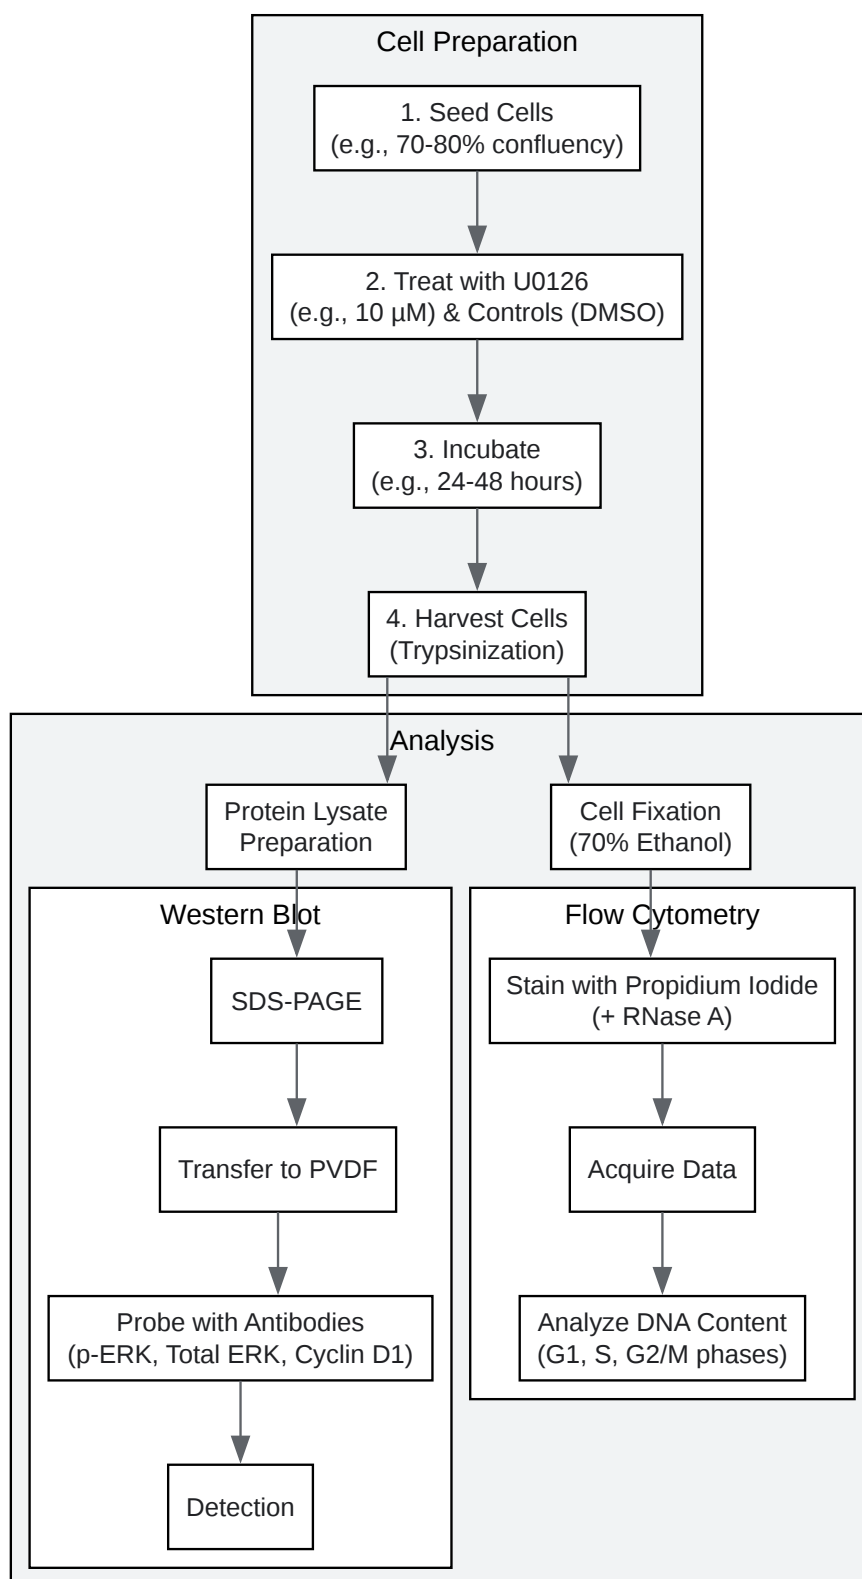 Cell Preparation
1. Seed Cells
(e.g., 70-80% confluency)
2. Treat with U0126
(e.g., 10 µM) & Controls (DMSO)
3. Incubate
(e.g., 24-48 hours)
4. Harvest Cells
(Trypsinization)
Analysis
Protein Lysate
Preparation
Cell Fixation
(70% Ethanol)
Western Blot
SDS-PAGE
Transfer to PVDF
Probe with Antibodies
(p-ERK, Total ERK, Cyclin D1)
Detection
Flow Cytometry
Stain with Propidium Iodide
(+ RNase A)
Acquire Data
Analyze DNA Content
(G1, S, G2/M phases)